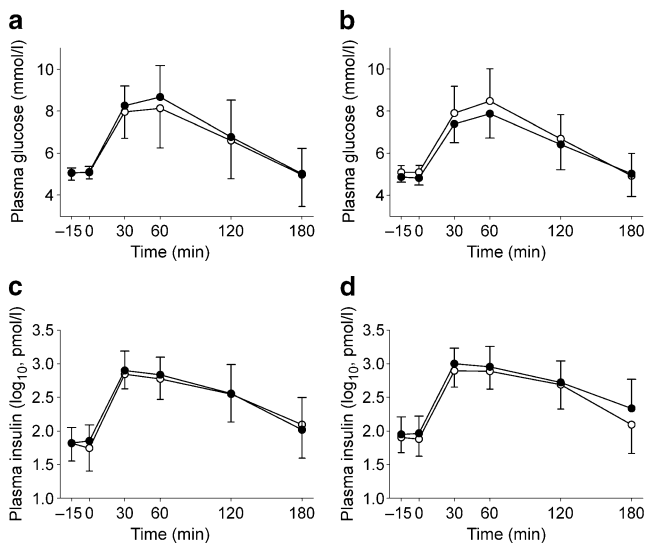 a
Plasma glucose (mmol/l)
10
8
6
4
–15 0 30 60 120 180
Time (min)
b
Plasma glucose (mmol/l)
10
8
6
4
–15 0 30 60 120 180
Time (min)
c
Plasma insulin (log10, pmol/l)
3.5
3.0
2.5
2.0
1.5
1.0
–15 0 30 60 120 180
Time (min)
d
Plasma insulin (log10, pmol/l)
3.5
3.0
2.5
2.0
1.5
1.0
–15 0 30 60 120 180
Time (min)